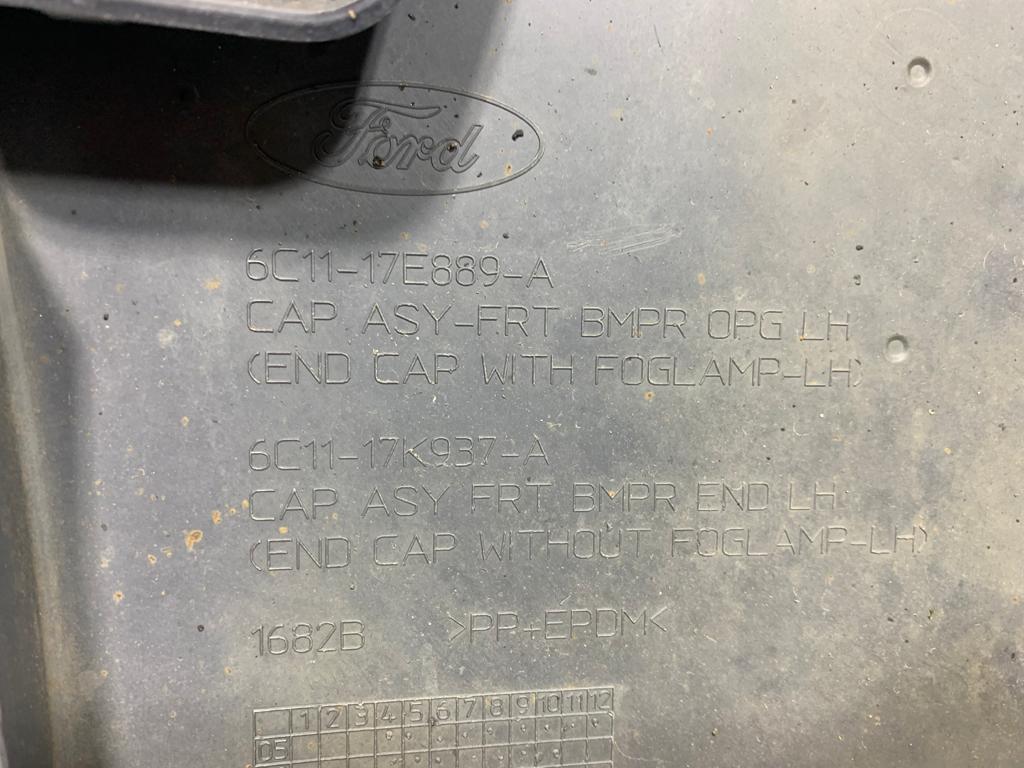 Ford
6C11-17E889-A
CAP ASY-FRT BMPR OPG LH
(END CAP WITH FOGLAMP-LH)
6C11-17K937-A
CAP ASY FRT BMPR END LH
(END CAP WITHOUT FOGLAMP-LH)
1682B >PP+EPDM<
1 2 3 4 5 6 7 8 9 10 11 12
05